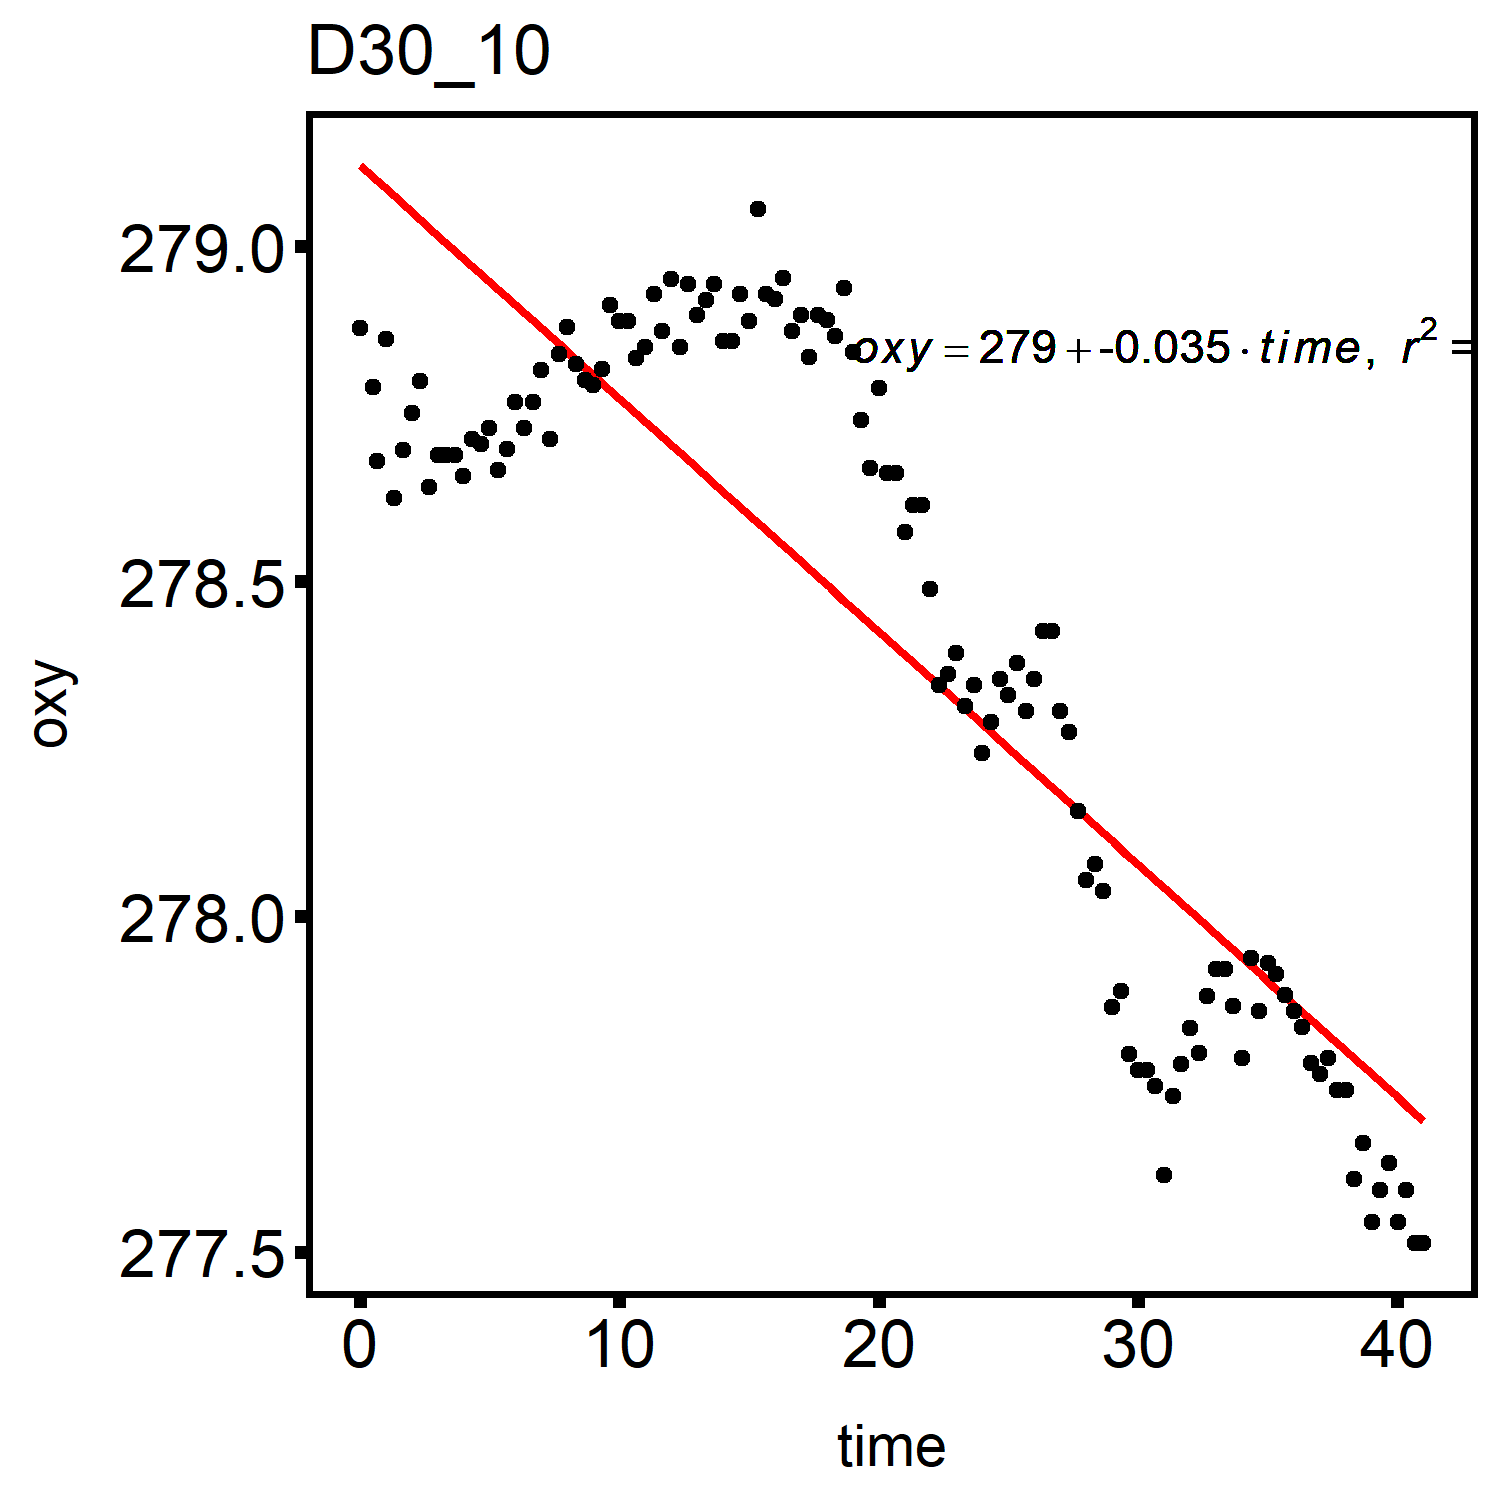 D30_10
279.0
278.5
278.0
277.5
oxy
oxy = 279 + -0.035 · time, r² =
0 10 20 30 40
time